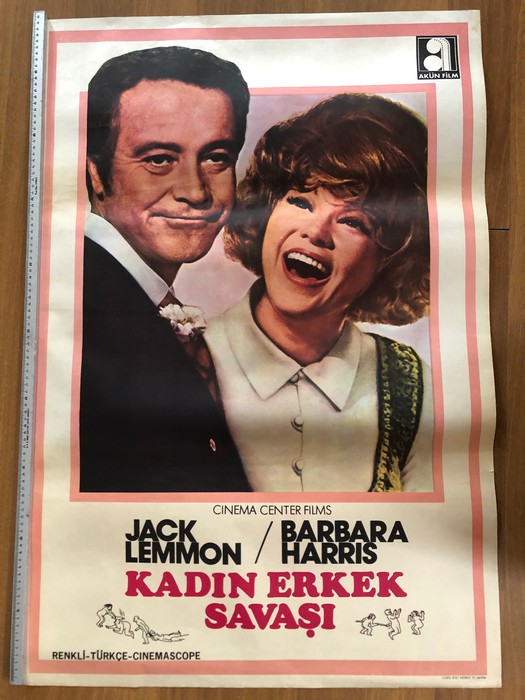 a
AKÜN FİLM
CINEMA CENTER FILMS
JACK LEMMON / BARBARA HARRIS
KADIN ERKEK
SAVAŞI
RENKLİ-TÜRKÇE-CINEMASCOPE